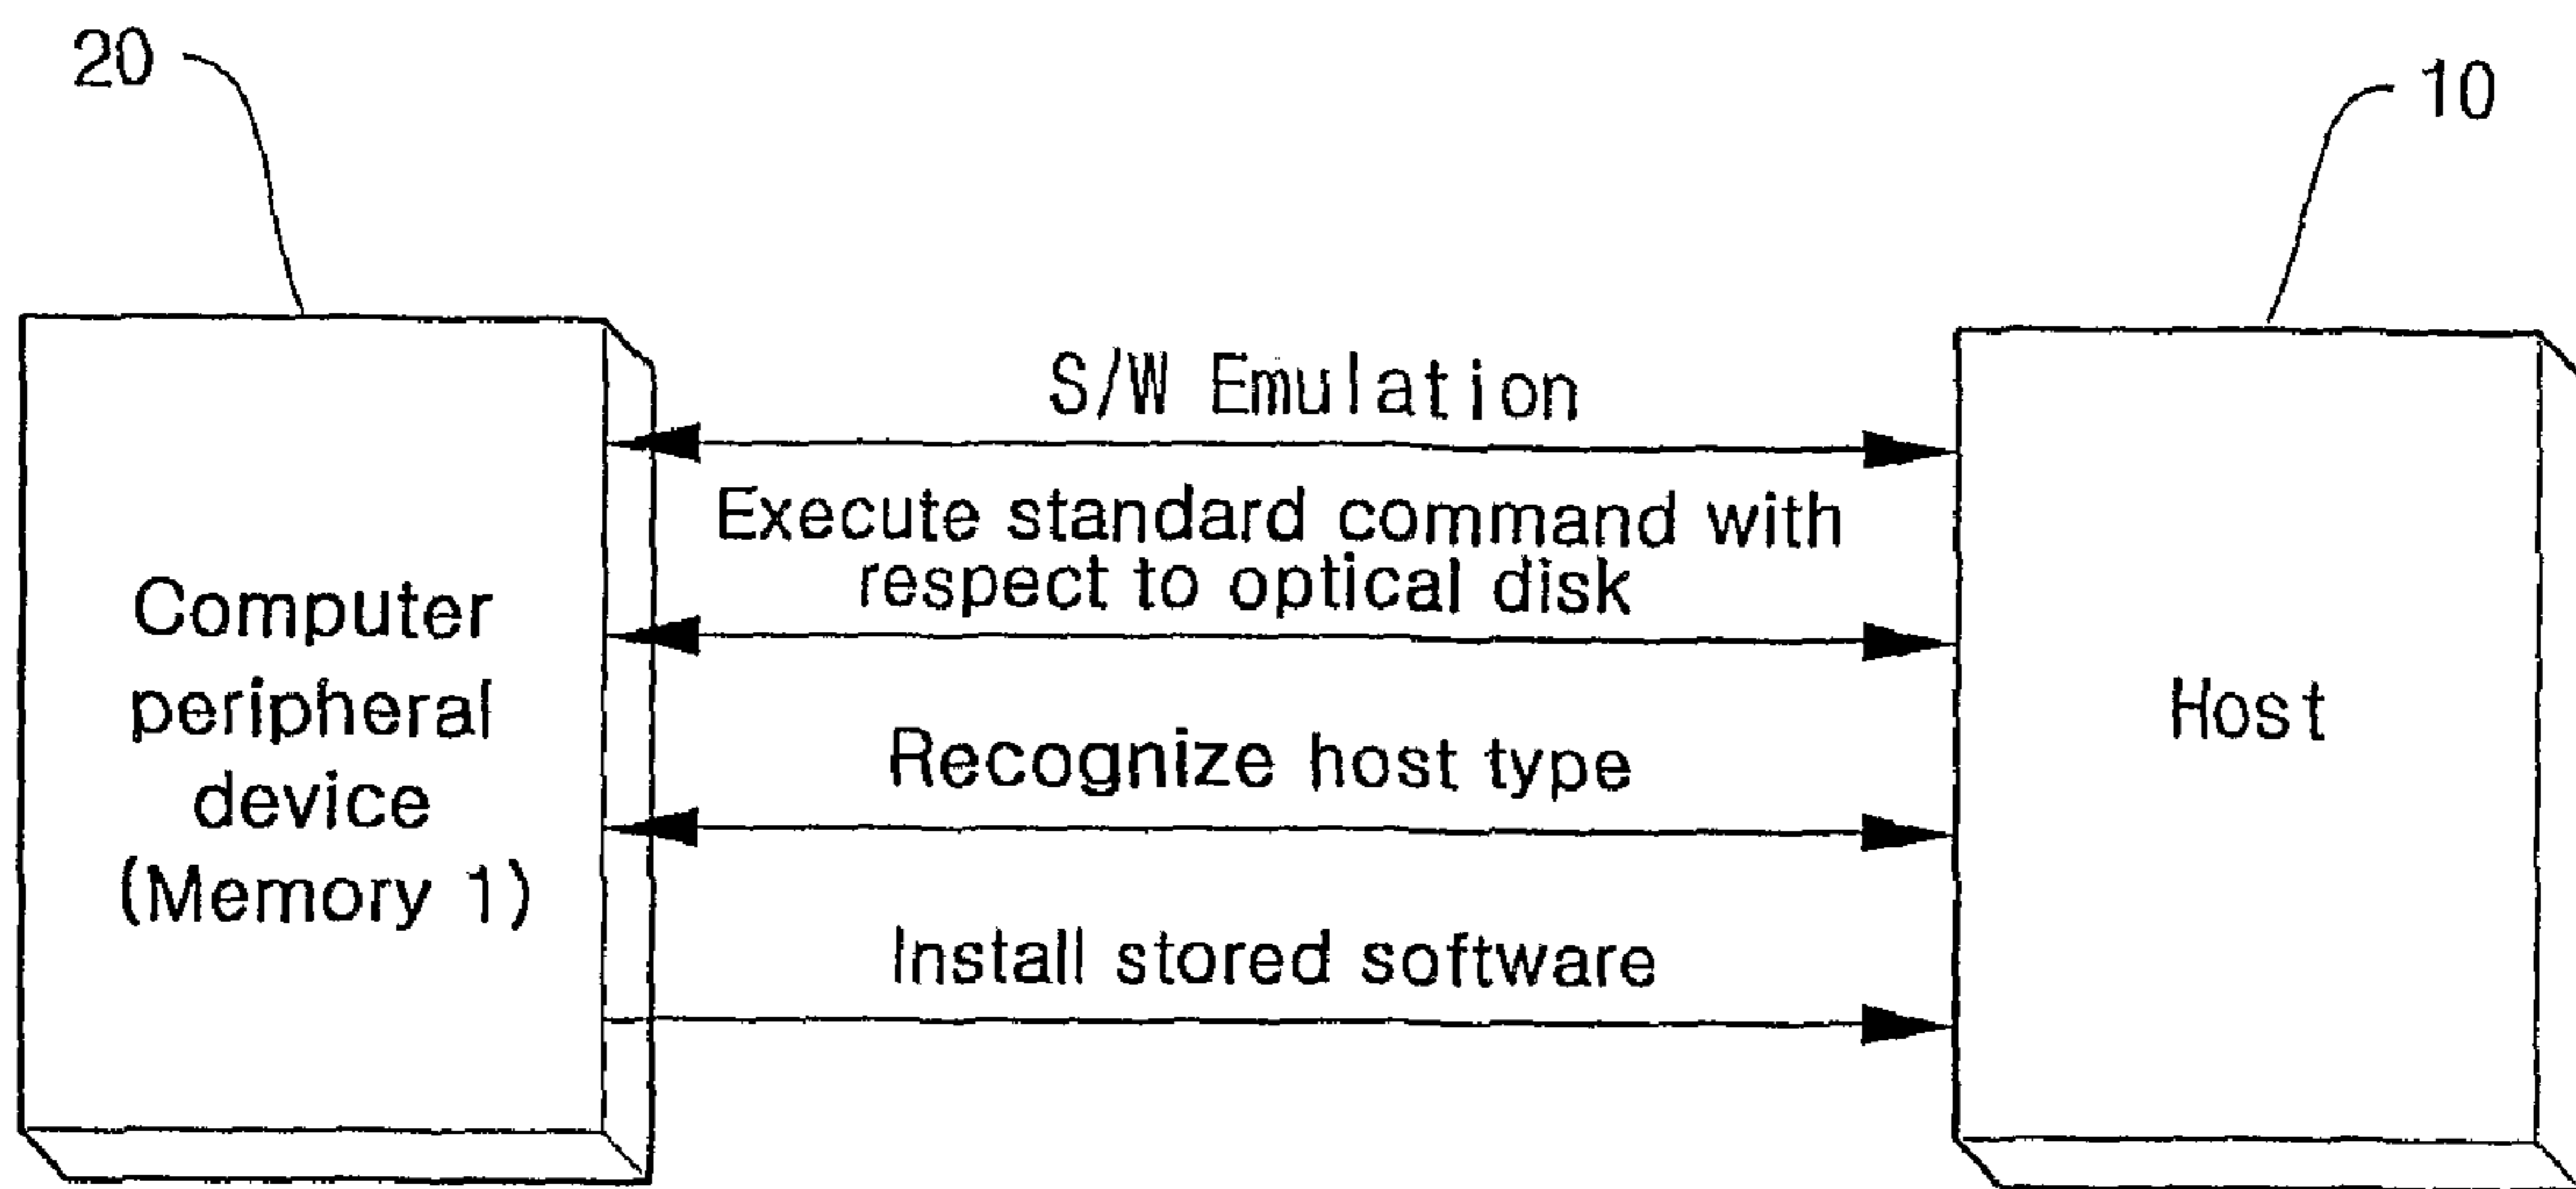 20
10
S/W Emulation
Execute standard command with
respect to optical disk
Recognize host type
Install stored software
Computer
peripheral
device
(Memory 1)
Host